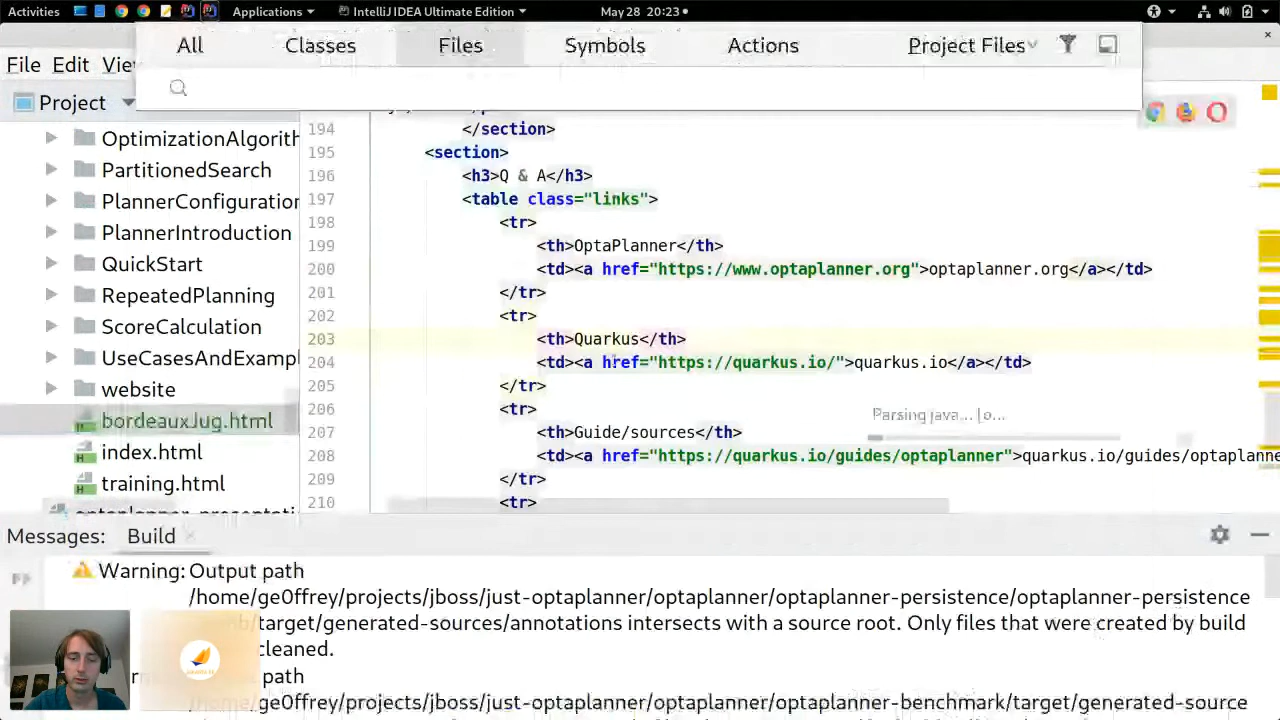 Activities Applications IntelliJ IDEA Ultimate Edition May 28 20:23
All Classes Files Symbols Actions Project Files
File Edit
Project
194 </section>
195 <section>
196 <h3>Q & A</h3>
197 <table class="links">
198 <tr>
199 <th>OptaPlanner</th>
200 <td><a href="https://www.optaplanner.org">optaplanner.org</a></td>
201 </tr>
202 <tr>
203 <th>Quarkus</th>
204 <td><a href="https://quarkus.io/">quarkus.io</a></td>
205 </tr>
206 <tr>
207 <th>Guide/sources</th>
208 <td><a href="https://quarkus.io/guides/optaplanner">quarkus.io/guides/optaplanne
209 </tr>
210 <tr>
OptimizationAlgorith
PartitionedSearch
PlannerConfiguration
PlannerIntroduction
QuickStart
RepeatedPlanning
ScoreCalculation
UseCasesAndExamp
website
bordeauxJug.html
index.html
training.html
Parsing java...
Messages: Build
Warning: Output path
/home/ge0ffrey/projects/jboss/just-optaplanner/optaplanner/optaplanner-persistence/optaplanner-persistence
/target/generated-sources/annotations intersects with a source root. Only files that were created by build
cleaned.
path
/home/ge0ffrey/projects/jboss/just-optaplanner/optaplanner/optaplanner-benchmark/target/generated-source